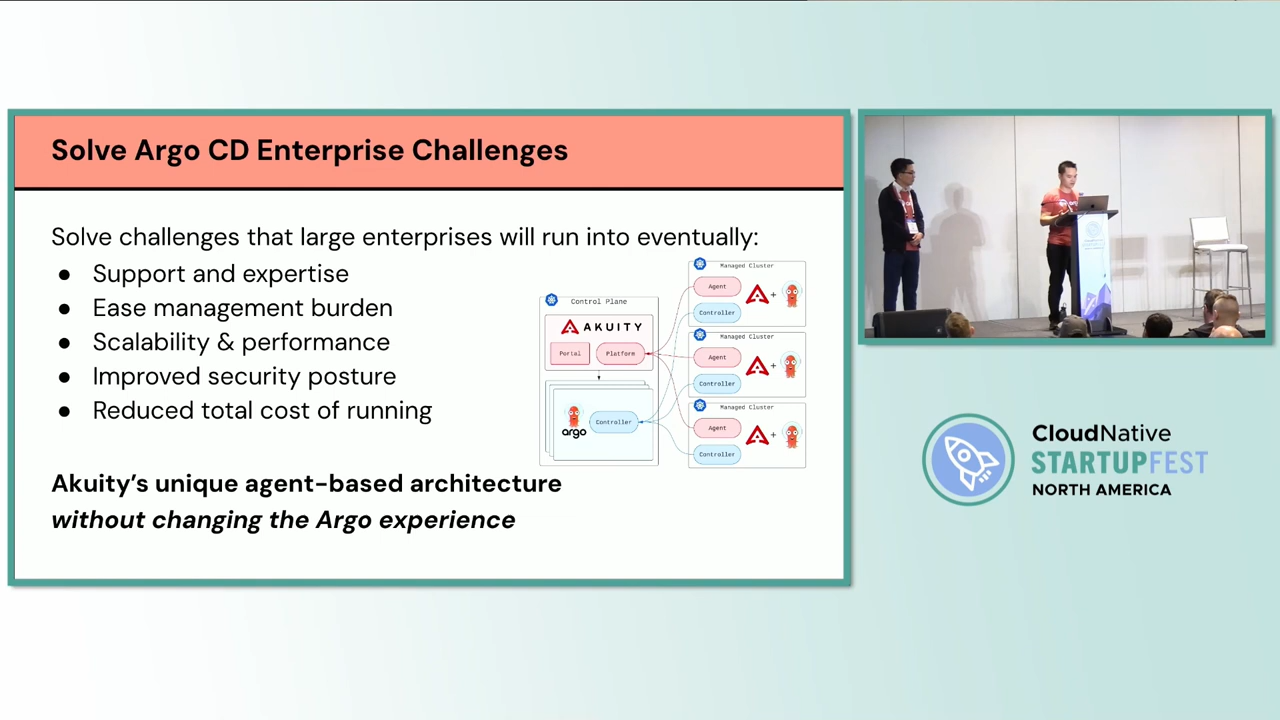 Solve Argo CD Enterprise Challenges
Solve challenges that large enterprises will run into eventually:
● Support and expertise
● Ease management burden
● Scalability & performance
● Improved security posture
● Reduced total cost of running
Akuity’s unique agent-based architecture
without changing the Argo experience
Control Plane
AKUITY
Portal
Platform
argo
Controller
Managed Cluster
Agent
+
Controller
Managed Cluster
Agent
+
Controller
Managed Cluster
Agent
+
Controller
CloudNative
STARTUPFEST
NORTH AMERICA